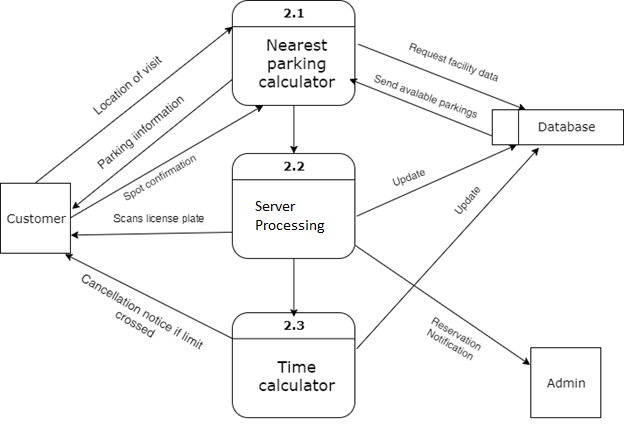 2.1
Nearest
parking
calculator
Location of visit
Parking iinformation
Spot confirmation
Request facility data
Send avalable parkings
Database
2.2
Server
Processing
Customer
Scans license plate
Update
Update
Cancellation notice if limit
crossed
2.3
Time
calculator
Reservation
Notification
Admin